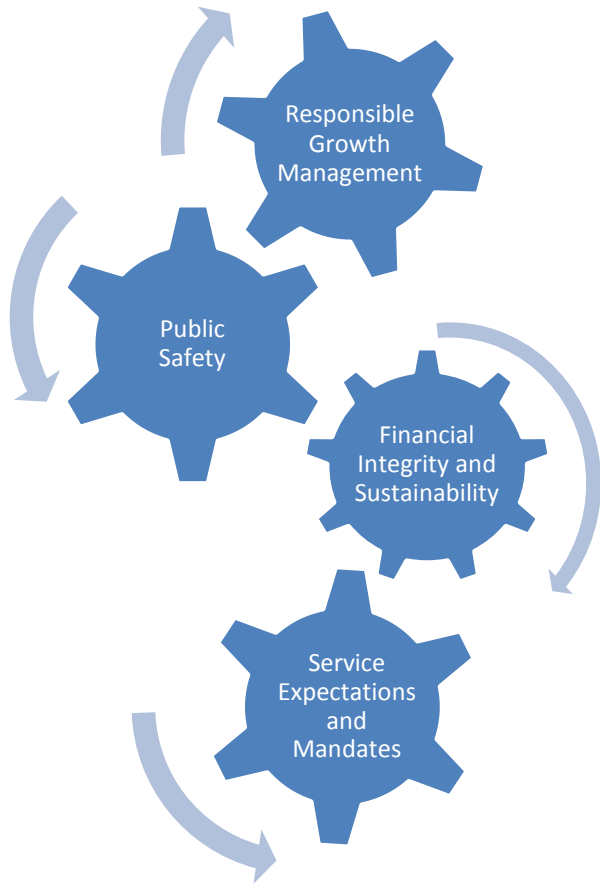 Responsible
Growth
Management
Public
Safety
Financial
Integrity and
Sustainability
Service
Expectations
and
Mandates